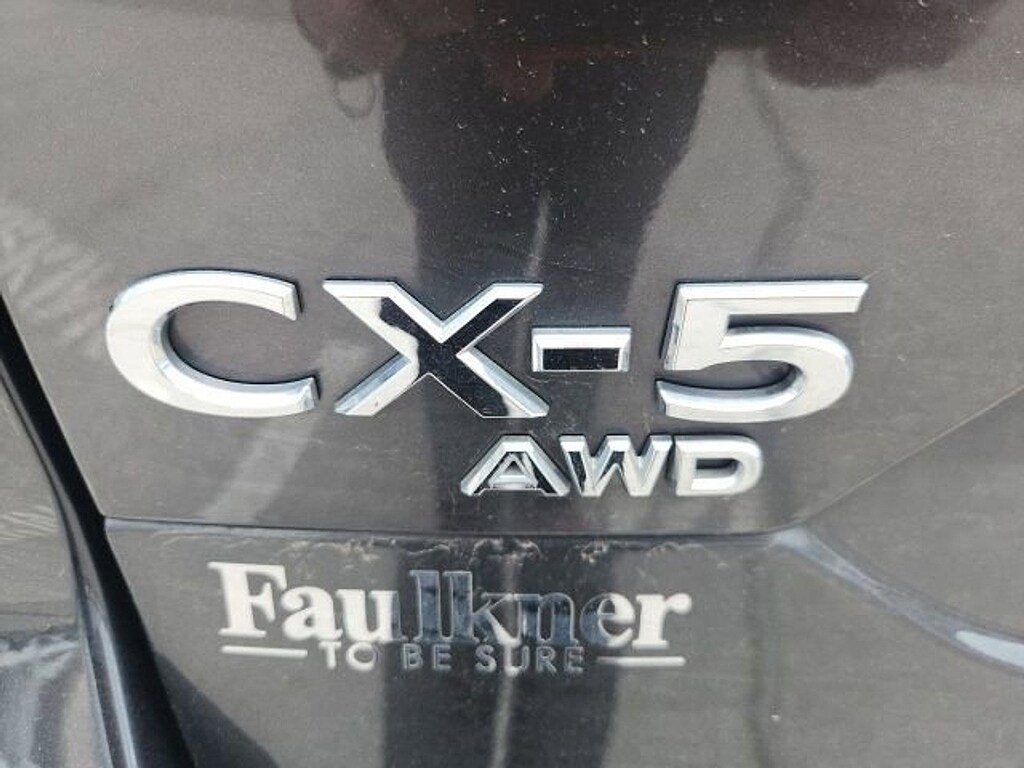 CX-5
AWD
Faulkner
TO BE SURE